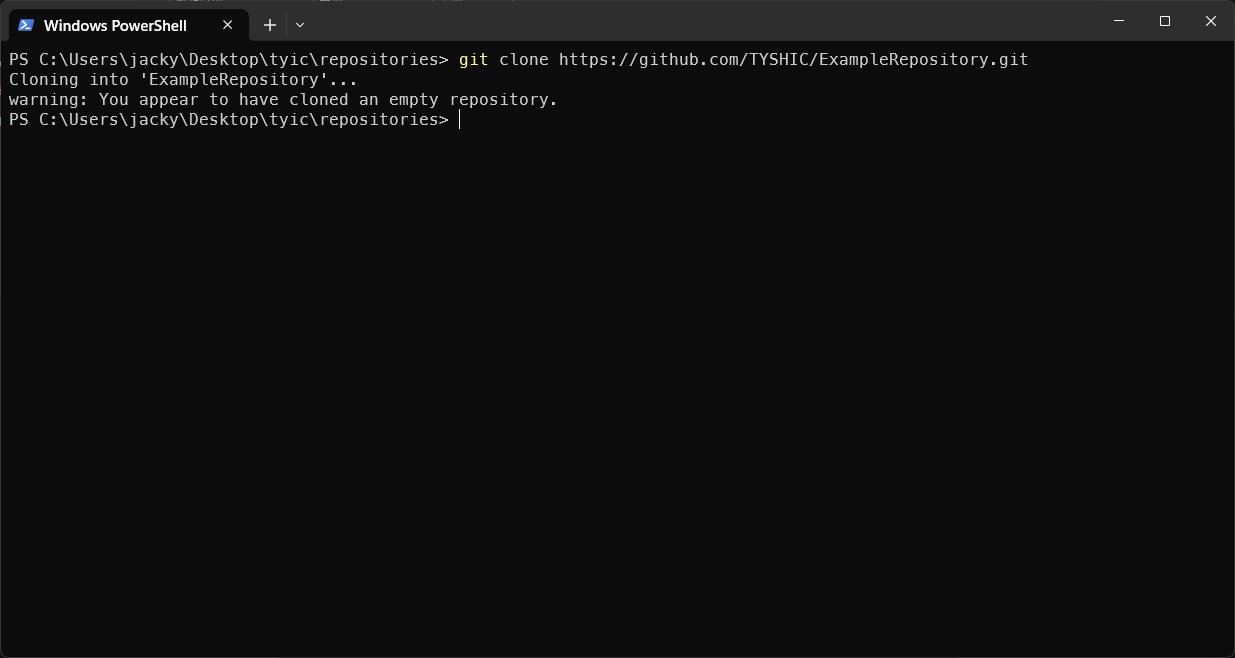 Windows PowerShell
PS C:\Users\jacky\Desktop\tyic\repositories> git clone https://github.com/TYSHIC/ExampleRepository.git
Cloning into 'ExampleRepository'...
warning: You appear to have cloned an empty repository.
PS C:\Users\jacky\Desktop\tyic\repositories>